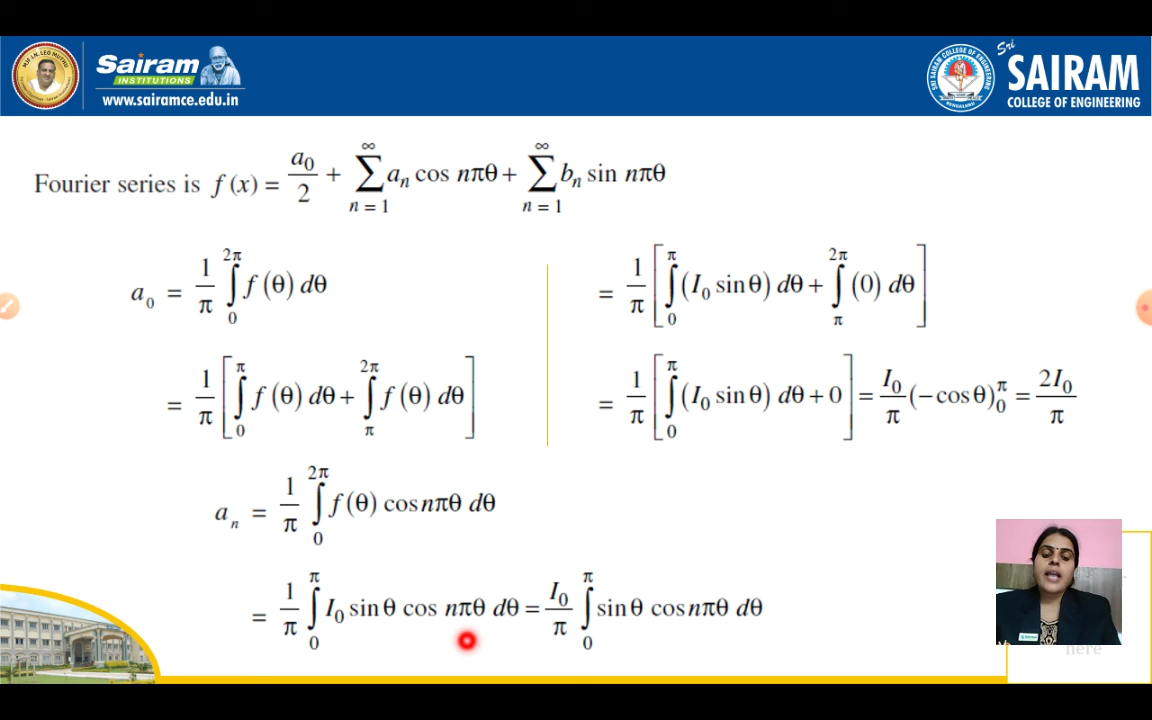 Sairam
INSTITUTIONS
www.sairamce.edu.in
Sri
SAIRAM
COLLEGE OF ENGINEERING
Fourier series is f (x) = a₀/2 + ∞∑n = 1 aₙ cos nπθ + ∞∑n = 1 bₙ sin nπθ
a₀ = 1/π ∫₀^2π f (θ) dθ
= 1/π [∫₀^π f (θ) dθ + ∫π^2π f (θ) dθ]
= 1/π [∫₀^π (I₀ sin θ) dθ + ∫π^2π (0) dθ]
= 1/π [∫₀^π (I₀ sin θ) dθ + 0] = I₀/π (−cos θ)₀^π = 2I₀/π
aₙ = 1/π ∫₀^2π f (θ) cos nπθ dθ
= 1/π ∫₀^π I₀ sin θ cos nπθ dθ = I₀/π ∫₀^π sin θ cos nπθ dθ
here